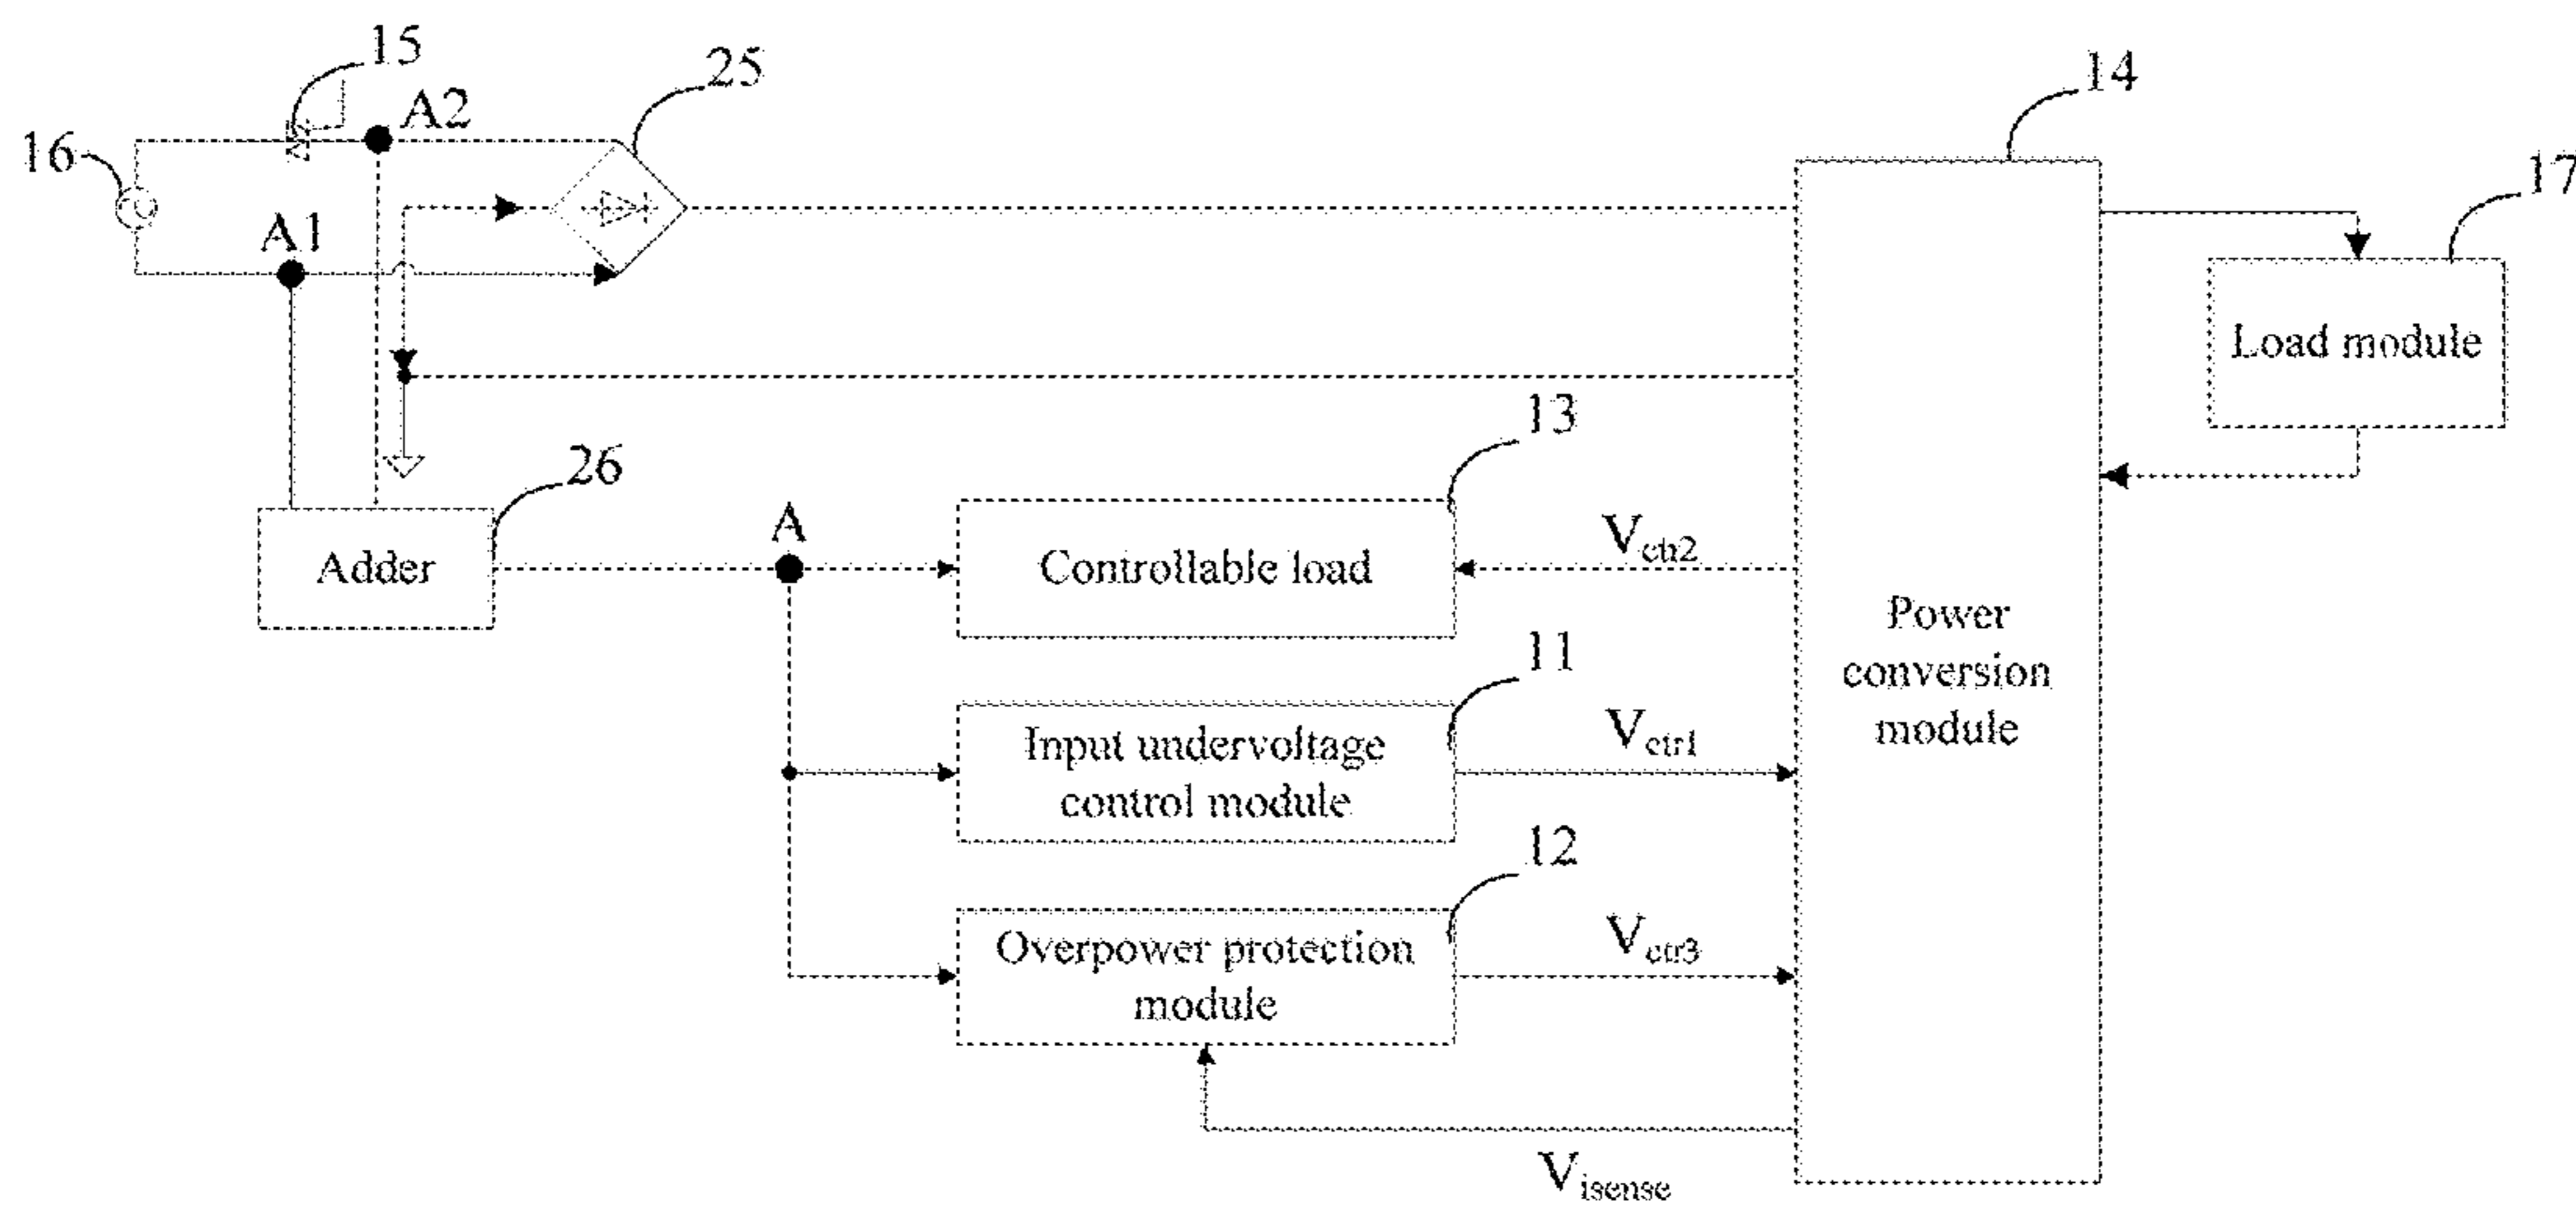 15
25
14
A2
16
17
A1
Load module
13
26
A
Adder
Controllable load
Vctr2
Power
conversion
module
11
Input undervoltage
control module
Vctr1
12
Overpower protection
module
Vctr3
Visense